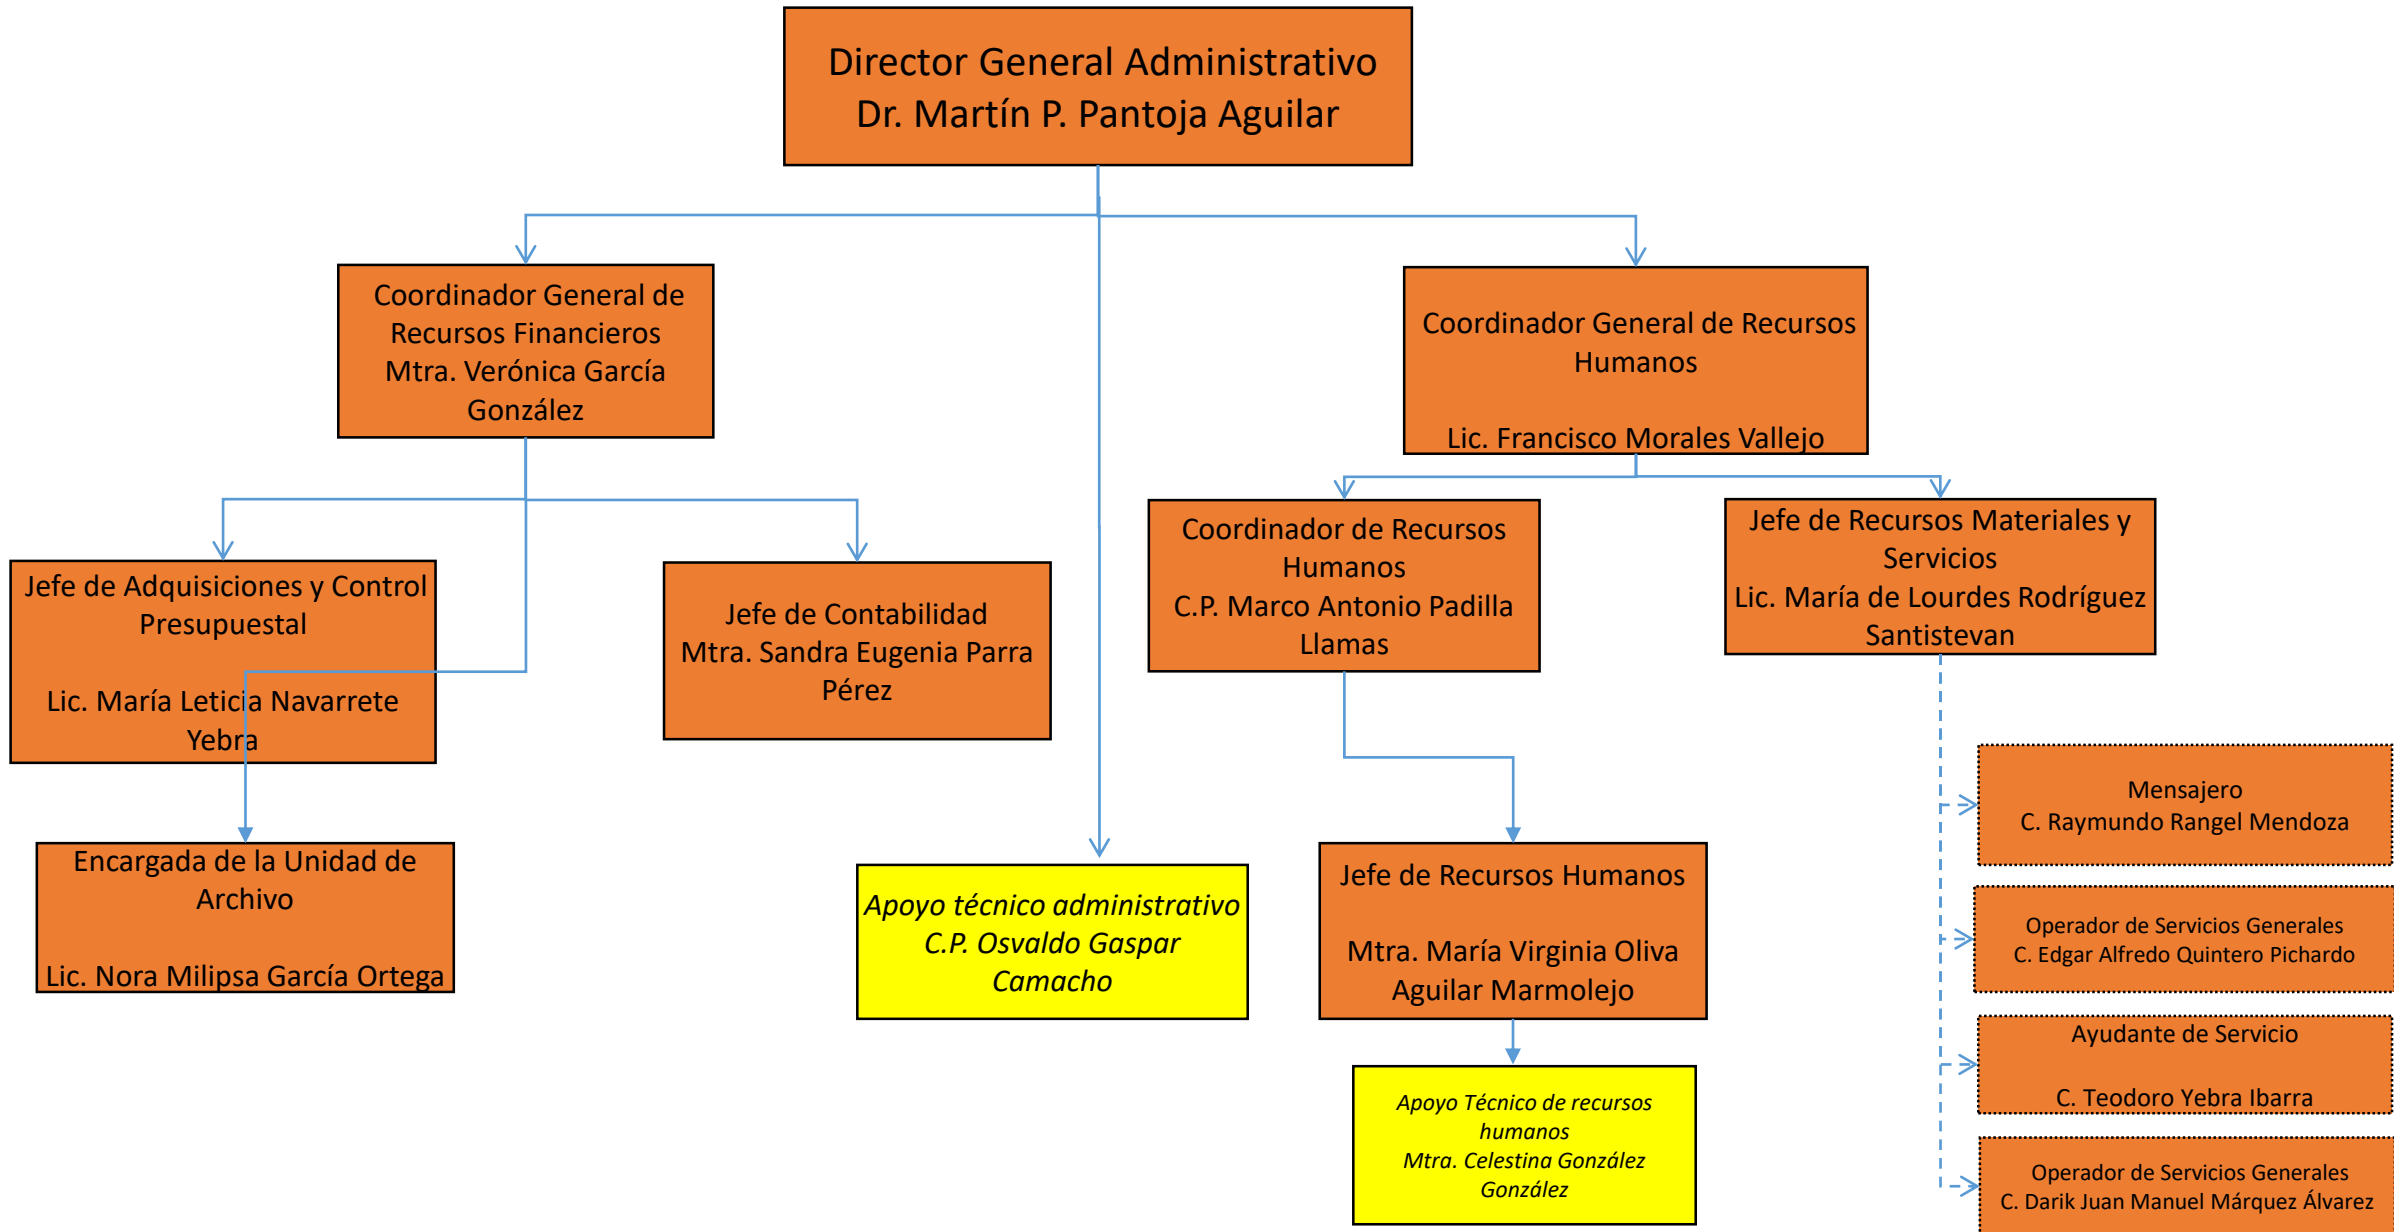 Director General Administrativo
Dr. Martín P. Pantoja Aguilar
Coordinador General de
Recursos Financieros
Mtra. Verónica García
González
Coordinador General de Recursos
Humanos
Lic. Francisco Morales Vallejo
Jefe de Adquisiciones y Control
Presupuestal
Lic. María Leticia Navarrete
Yebra
Jefe de Contabilidad
Mtra. Sandra Eugenia Parra
Pérez
Coordinador de Recursos
Humanos
C.P. Marco Antonio Padilla
Llamas
Jefe de Recursos Materiales y
Servicios
Lic. María de Lourdes Rodríguez
Santistevan
Encargada de la Unidad de
Archivo
Lic. Nora Milipsa García Ortega
Apoyo técnico administrativo
C.P. Osvaldo Gaspar
Camacho
Jefe de Recursos Humanos
Mtra. María Virginia Oliva
Aguilar Marmolejo
Apoyo Técnico de recursos
humanos
Mtra. Celestina González
González
Mensajero
C. Raymundo Rangel Mendoza
Operador de Servicios Generales
C. Edgar Alfredo Quintero Pichardo
Ayudante de Servicio
C. Teodoro Yebra Ibarra
Operador de Servicios Generales
C. Darik Juan Manuel Márquez Álvarez